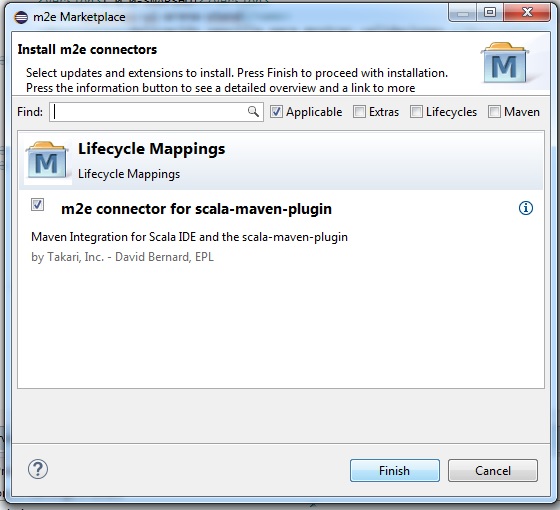 m2e Marketplace
Install m2e connectors
Select updates and extensions to install. Press Finish to proceed with installation.
Press the information button to see a detailed overview and a link to more
M
Find:
Applicable
Extras
Lifecycles
Maven
M
Lifecycle Mappings
Lifecycle Mappings
m2e connector for scala-maven-plugin
Maven Integration for Scala IDE and the scala-maven-plugin
by Takari, Inc. - David Bernard, EPL
Finish
Cancel